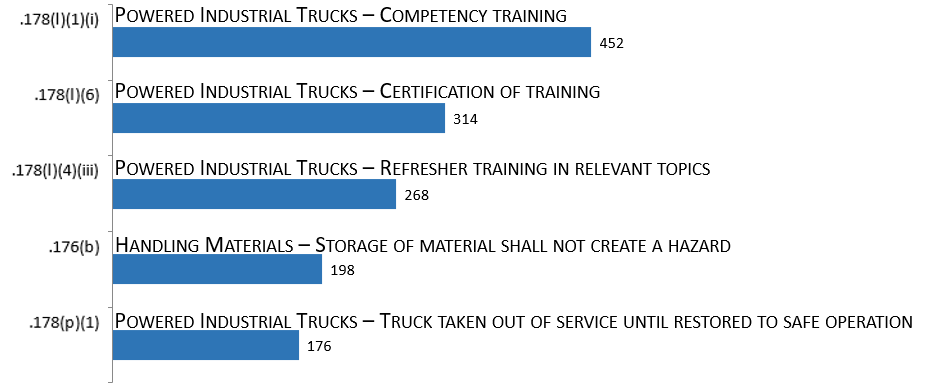 .178(l)(1)(i) Powered Industrial Trucks – Competency training
452
.178(l)(6) Powered Industrial Trucks – Certification of training
314
.178(l)(4)(iii) Powered Industrial Trucks – Refresher training in relevant topics
268
.176(b) Handling Materials – Storage of material shall not create a hazard
198
.178(p)(1) Powered Industrial Trucks – Truck taken out of service until restored to safe operation
176